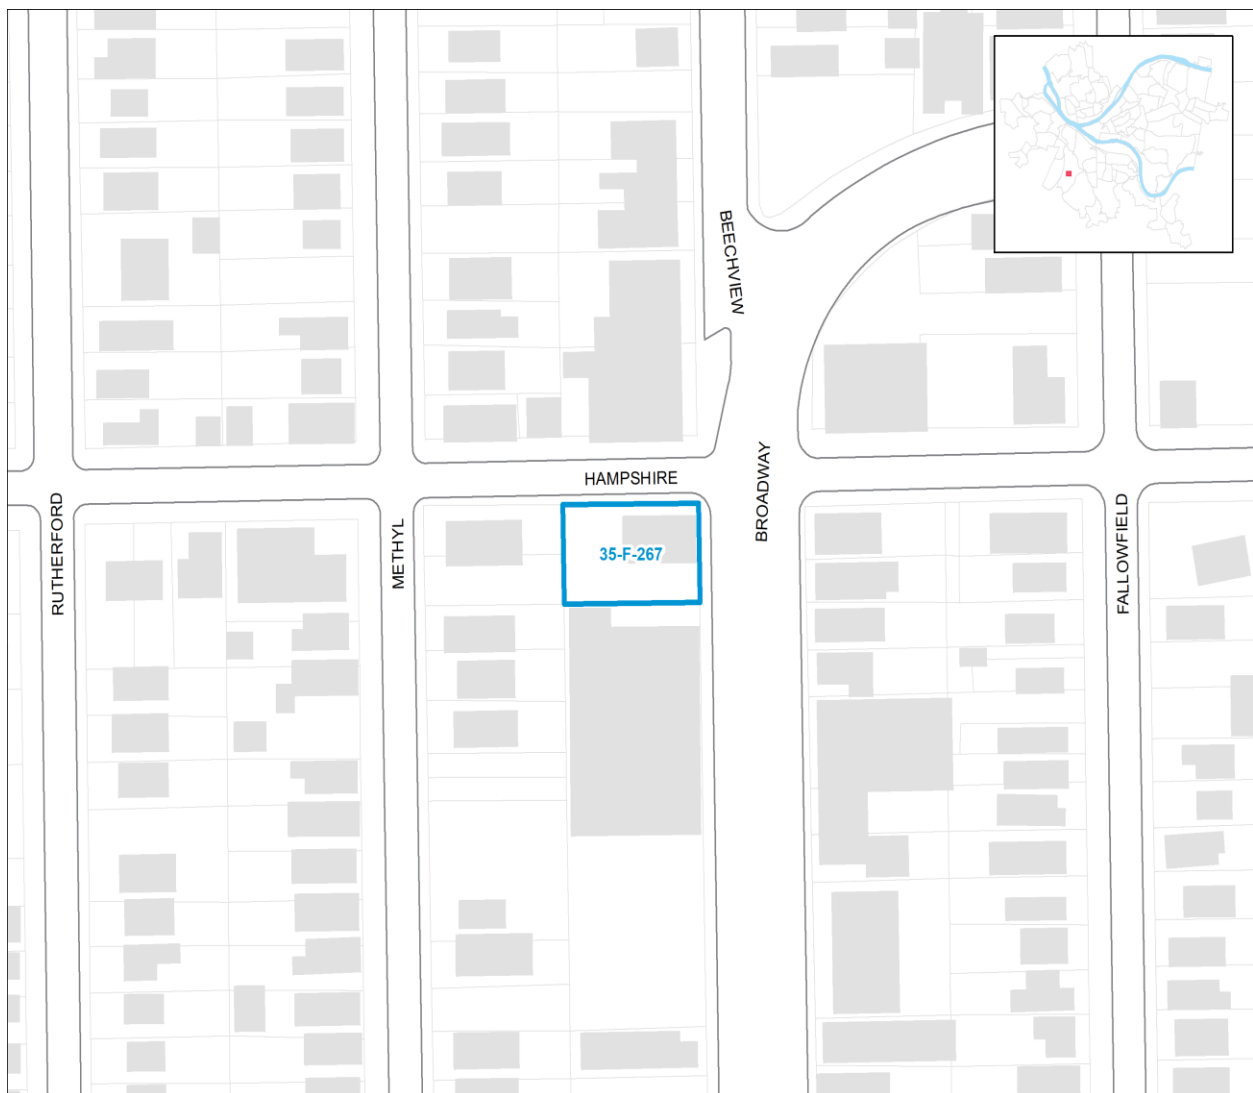 BEECHVIEW
HAMPSHIRE
BROADWAY
RUTHERFORD
METHYL
35-F-267
FALLOWFIELD